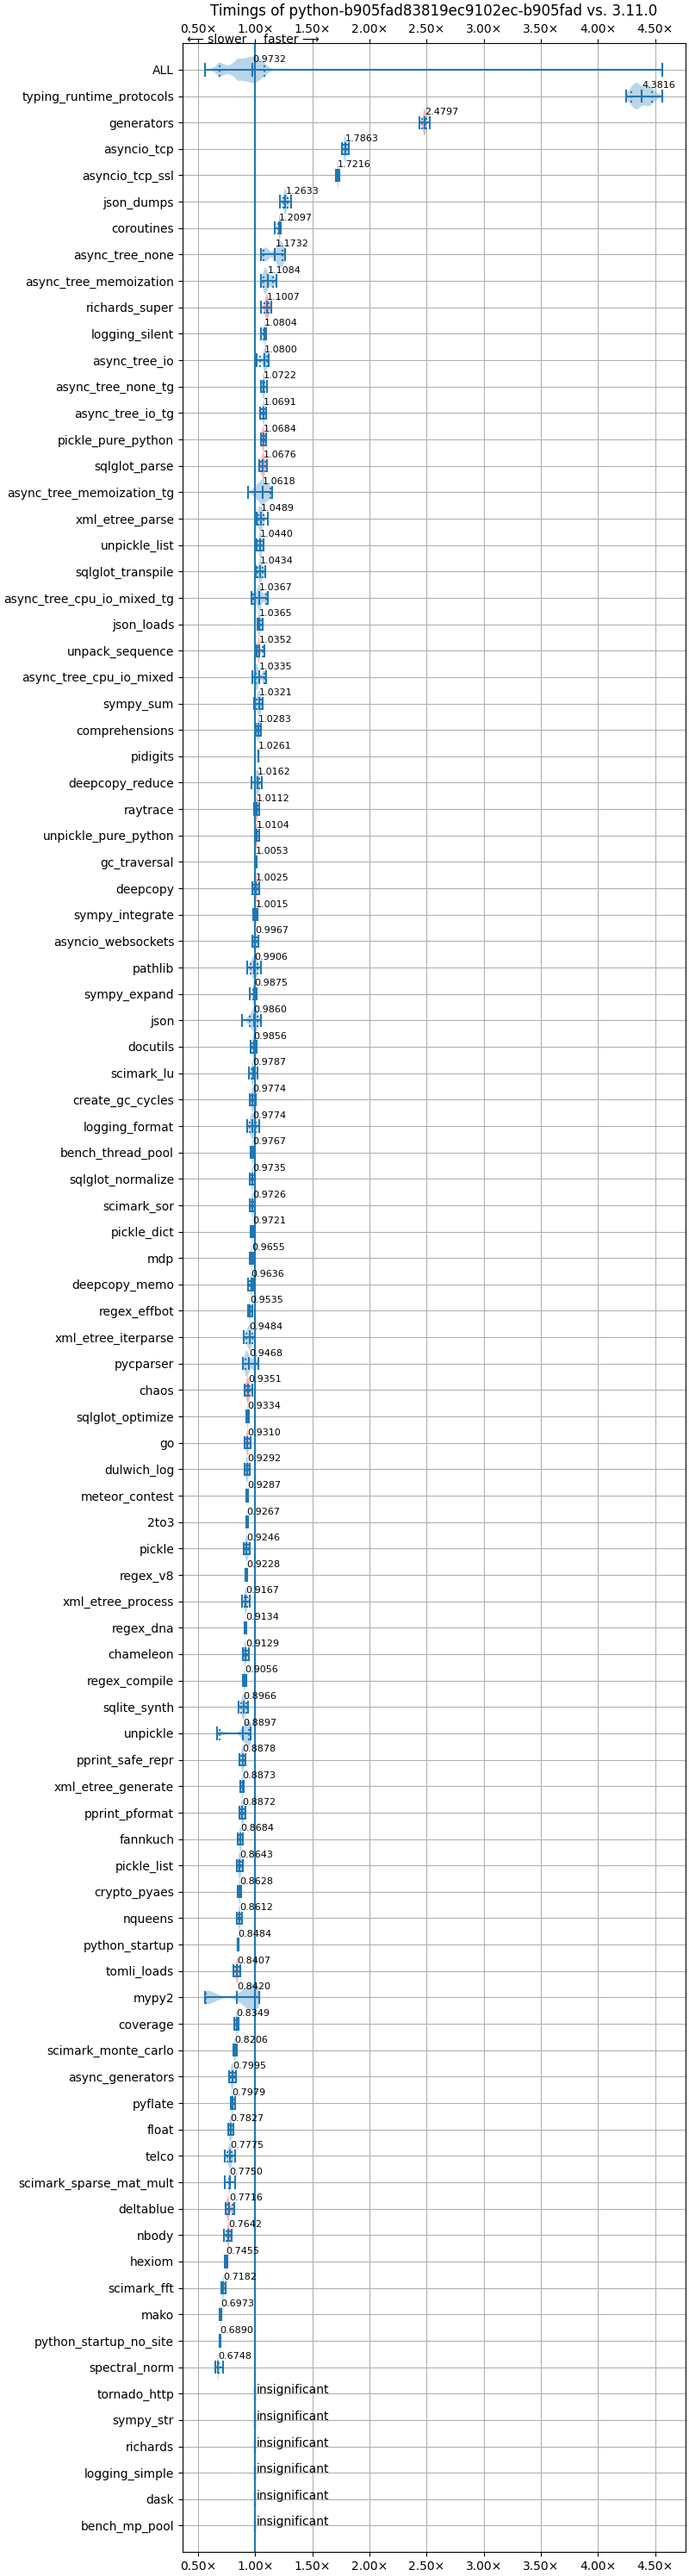 Timings of python-b905fad83819ec9102ec-b905fad vs. 3.11.0
0.50× 1.00× 1.50× 2.00× 2.50× 3.00× 3.50× 4.00× 4.50×
⟵ slower faster ⟶
ALL 0.9732
typing_runtime_protocols 4.3816
generators 2.4797
asyncio_tcp 1.7863
asyncio_tcp_ssl 1.7216
json_dumps 1.2633
coroutines 1.2097
async_tree_none 1.1732
async_tree_memoization 1.1084
richards_super 1.1007
logging_silent 1.0804
async_tree_io 1.0800
async_tree_none_tg 1.0722
async_tree_io_tg 1.0691
pickle_pure_python 1.0684
sqlglot_parse 1.0676
async_tree_memoization_tg 1.0618
xml_etree_parse 1.0489
unpickle_list 1.0440
sqlglot_transpile 1.0434
async_tree_cpu_io_mixed_tg 1.0367
json_loads 1.0365
unpack_sequence 1.0352
async_tree_cpu_io_mixed 1.0335
sympy_sum 1.0321
comprehensions 1.0283
pidigits 1.0261
deepcopy_reduce 1.0162
raytrace 1.0112
unpickle_pure_python 1.0104
gc_traversal 1.0053
deepcopy 1.0025
sympy_integrate 1.0015
asyncio_websockets 0.9967
pathlib 0.9906
sympy_expand 0.9875
json 0.9860
docutils 0.9856
scimark_lu 0.9787
create_gc_cycles 0.9774
logging_format 0.9774
bench_thread_pool 0.9767
sqlglot_normalize 0.9735
scimark_sor 0.9726
pickle_dict 0.9721
mdp 0.9655
deepcopy_memo 0.9636
regex_effbot 0.9535
xml_etree_iterparse 0.9484
pycparser 0.9468
chaos 0.9351
sqlglot_optimize 0.9334
go 0.9310
dulwich_log 0.9292
meteor_contest 0.9287
2to3 0.9267
pickle 0.9246
regex_v8 0.9228
xml_etree_process 0.9167
regex_dna 0.9134
chameleon 0.9129
regex_compile 0.9056
sqlite_synth 0.8966
unpickle 0.8897
pprint_safe_repr 0.8878
xml_etree_generate 0.8873
pprint_pformat 0.8872
fannkuch 0.8684
pickle_list 0.8643
crypto_pyaes 0.8628
nqueens 0.8612
python_startup 0.8484
tomli_loads 0.8407
mypy2 0.8420
coverage 0.8349
scimark_monte_carlo 0.8206
async_generators 0.7995
pyflate 0.7979
float 0.7827
telco 0.7775
scimark_sparse_mat_mult 0.7750
deltablue 0.7716
nbody 0.7642
hexiom 0.7455
scimark_fft 0.7182
mako 0.6973
python_startup_no_site 0.6890
spectral_norm 0.6748
tornado_http insignificant
sympy_str insignificant
richards insignificant
logging_simple insignificant
dask insignificant
bench_mp_pool insignificant
0.50× 1.00× 1.50× 2.00× 2.50× 3.00× 3.50× 4.00× 4.50×